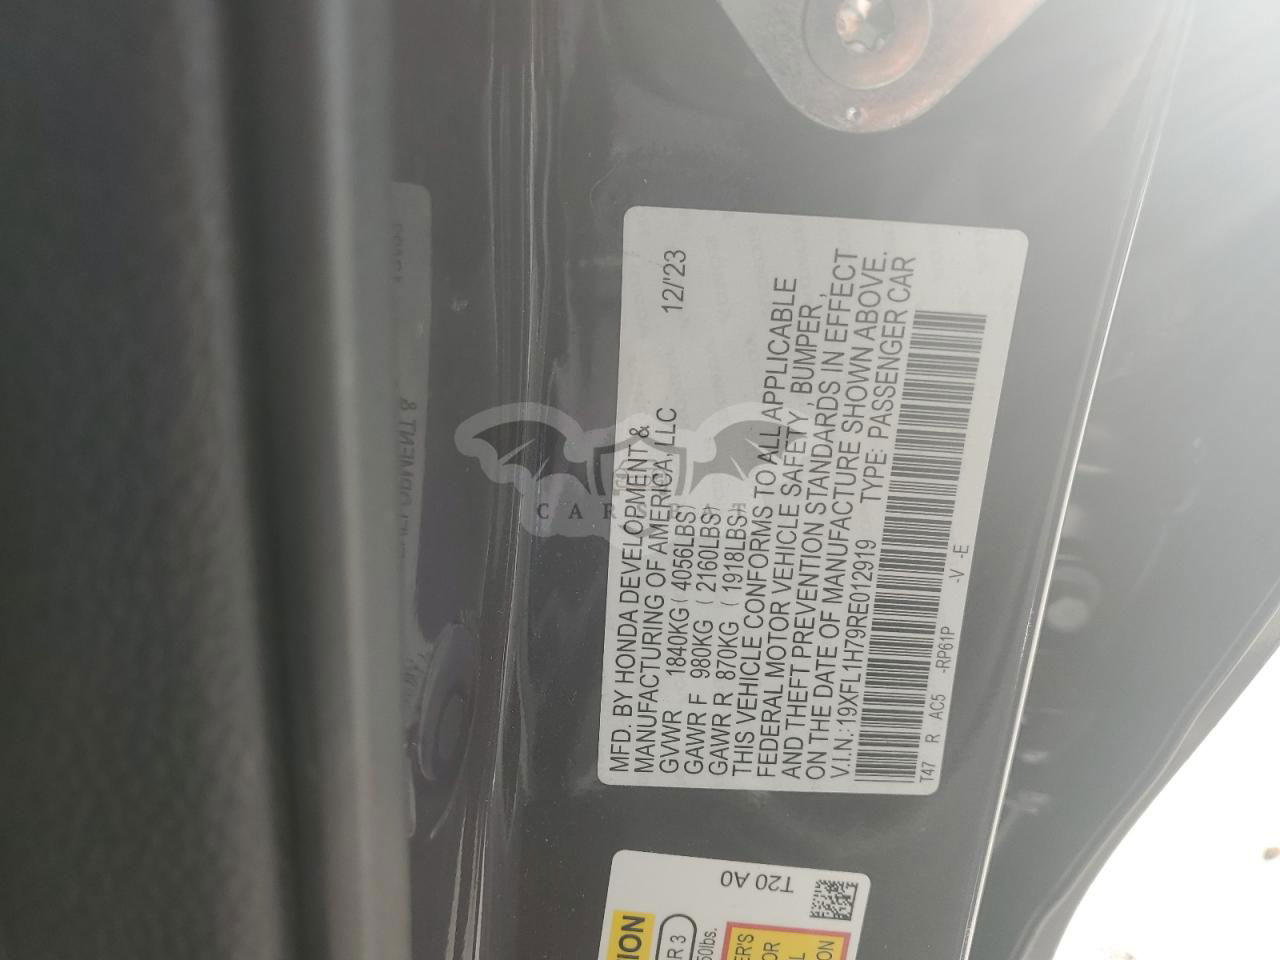 MFD. BY HONDA DEVELOPMENT&
MANUFACTURING OF AMERICA, LLC 12/'23
GVWR 1840KG ( 4056LBS)
GAWR F 980KG ( 2160LBS)
GAWR R 870KG ( 1918LBS)
THIS VEHICLE CONFORMS TO ALL APPLICABLE
FEDERAL MOTOR VEHICLE SAFETY , BUMPER ,
AND THEFT PREVENTION STANDARDS IN EFFECT
ON THE DATE OF MANUFACTURE SHOWN ABOVE.
V.I.N.:19XFL1H79RE012919 TYPE: PASSENGER CAR
T47 R AC5 -RP61P -V -E
T20 A0
R 3